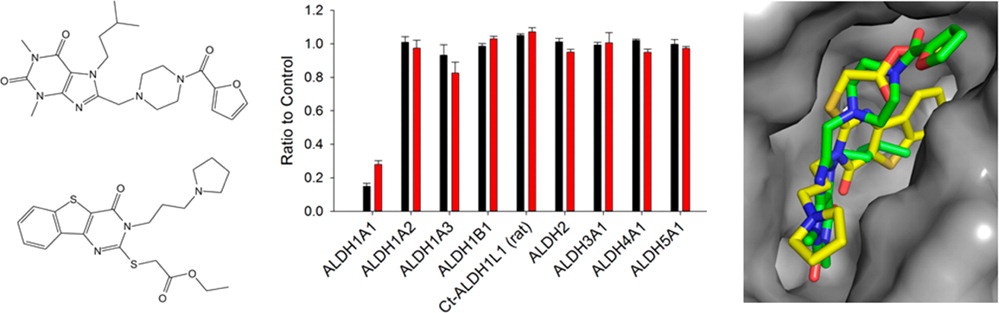 O
O
N
N
N
O
N
N
O
N
O
N
S
N
N
S
O
O
Ratio to Control
1.2
1.0
0.8
0.6
0.4
0.2
0.0
ALDH1A1
ALDH1A2
ALDH1A3
ALDH1B1
Ct-ALDH1L1 (rat)
ALDH2
ALDH3A1
ALDH4A1
ALDH5A1